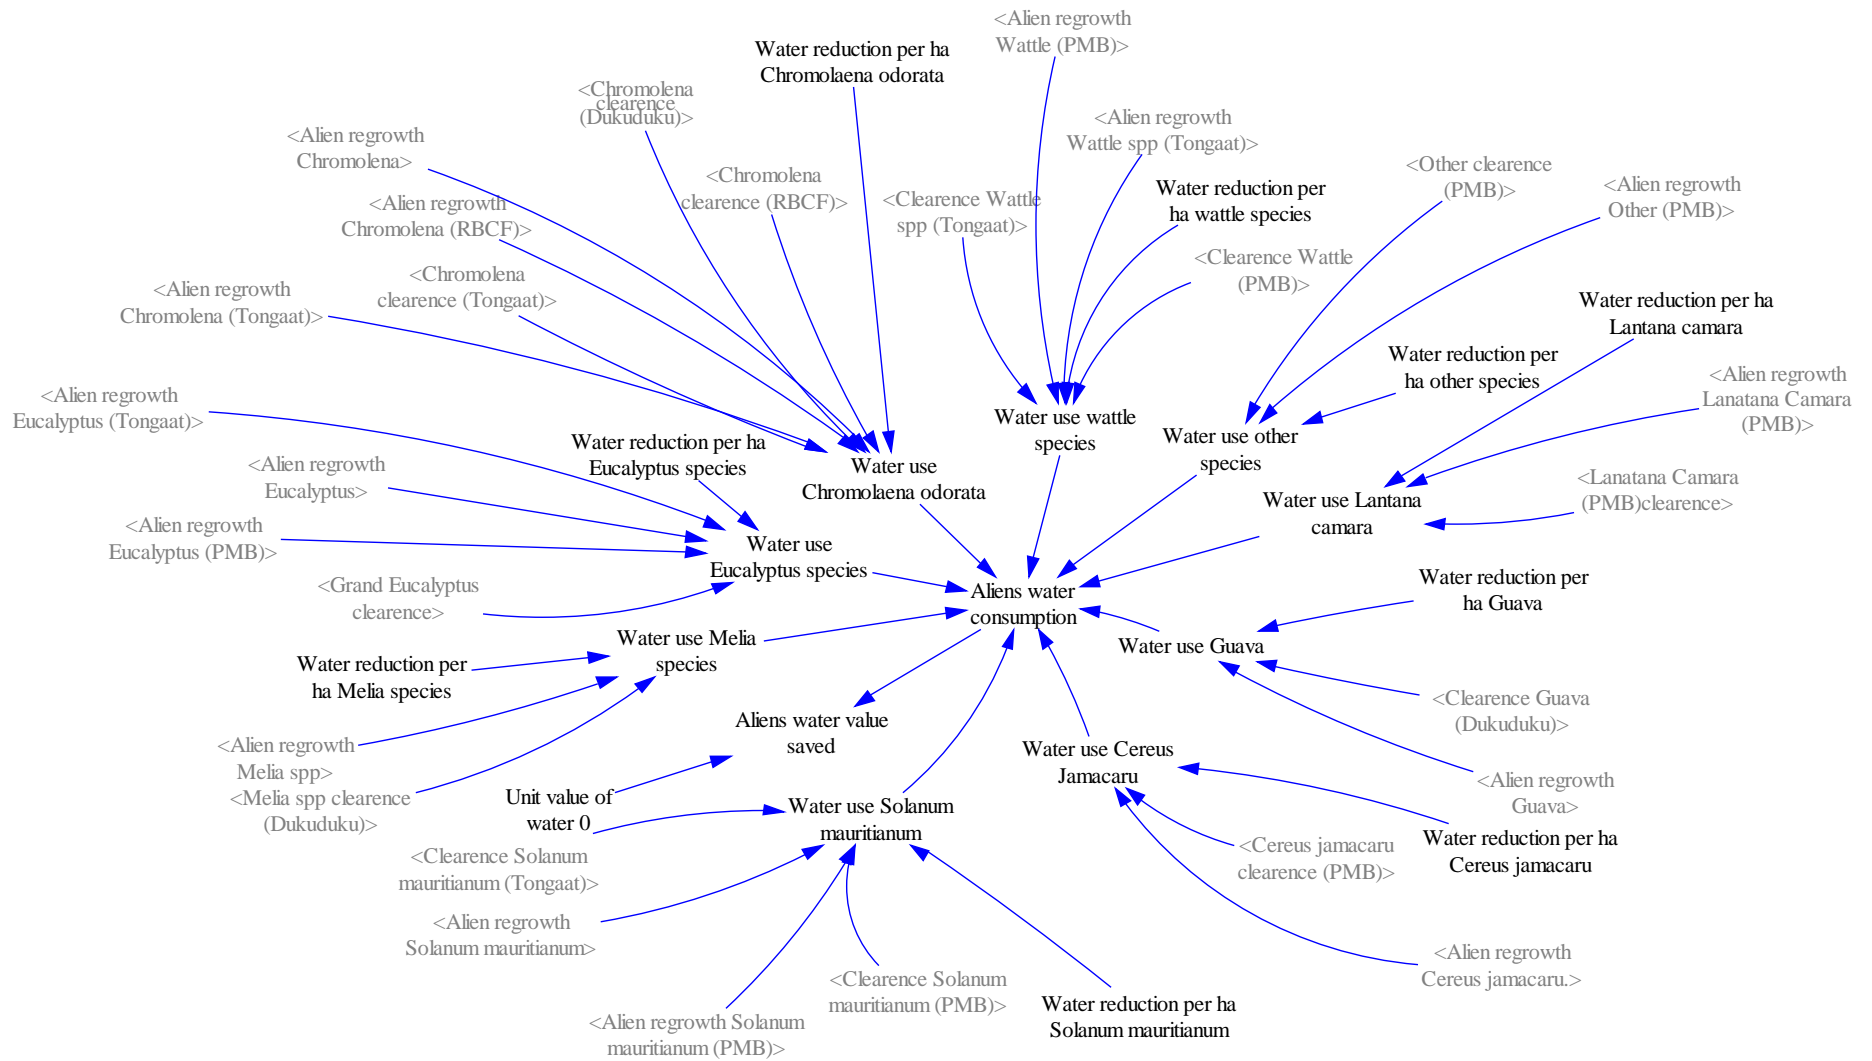 <Alien regrowth
Wattle (PMB)>
Water reduction per ha
Chromolaena odorata
<Chromolena
clearence
(Dukuduku)>
<Alien regrowth
Chromolena>
<Alien regrowth
Wattle spp (Tongaat)>
<Other clearence
(PMB)>
<Chromolena
clearence (RBCF)>
Water reduction per
ha wattle species
<Alien regrowth
Other (PMB)>
<Clearence Wattle
spp (Tongaat)>
<Alien regrowth
Chromolena (RBCF)>
<Clearence Wattle
(PMB)>
<Chromolena
clearence (Tongaat)>
<Alien regrowth
Chromolena (Tongaat)>
Water reduction per ha
Lantana camara
Water reduction per
ha other species
<Alien regrowth
Lanatana Camara
(PMB)>
<Alien regrowth
Eucalyptus (Tongaat)>
Water use wattle
species
Water use other
species
Water reduction per ha
Eucalyptus species
<Alien regrowth
Eucalyptus>
Water use
Chromolaena odorata
<Lanatana Camara
(PMB)clearence>
Water use Lantana
camara
<Alien regrowth
Eucalyptus (PMB)>
Water use
Eucalyptus species
<Grand Eucalyptus
clearence>
Aliens water
consumption
Water reduction per
ha Guava
Water use Melia
species
Water use Guava
Water reduction per
ha Melia species
<Clearence Guava
(Dukuduku)>
Aliens water value
saved
<Alien regrowth
Melia spp>
Water use Cereus
Jamacaru
<Alien regrowth
Guava>
<Melia spp clearence
(Dukuduku)>
Unit value of
water 0
Water use Solanum
mauritianum
Water reduction per ha
Cereus jamacaru
<Cereus jamacaru
clearence (PMB)>
<Clearence Solanum
mauritianum (Tongaat)>
<Alien regrowth
Solanum mauritianum>
<Alien regrowth
Cereus jamacaru.>
<Clearence Solanum
mauritianum (PMB)>
Water reduction per ha
Solanum mauritianum
<Alien regrowth Solanum
mauritianum (PMB)>